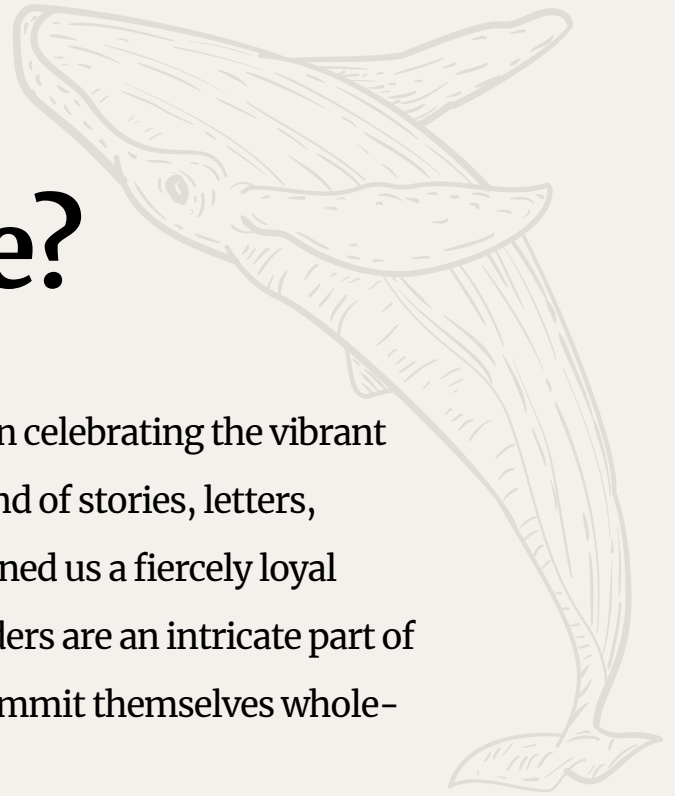 e?
n celebrating the vibrant
nd of stories, letters,
ned us a fiercely loyal
ders are an intricate part of
mmit themselves whole-